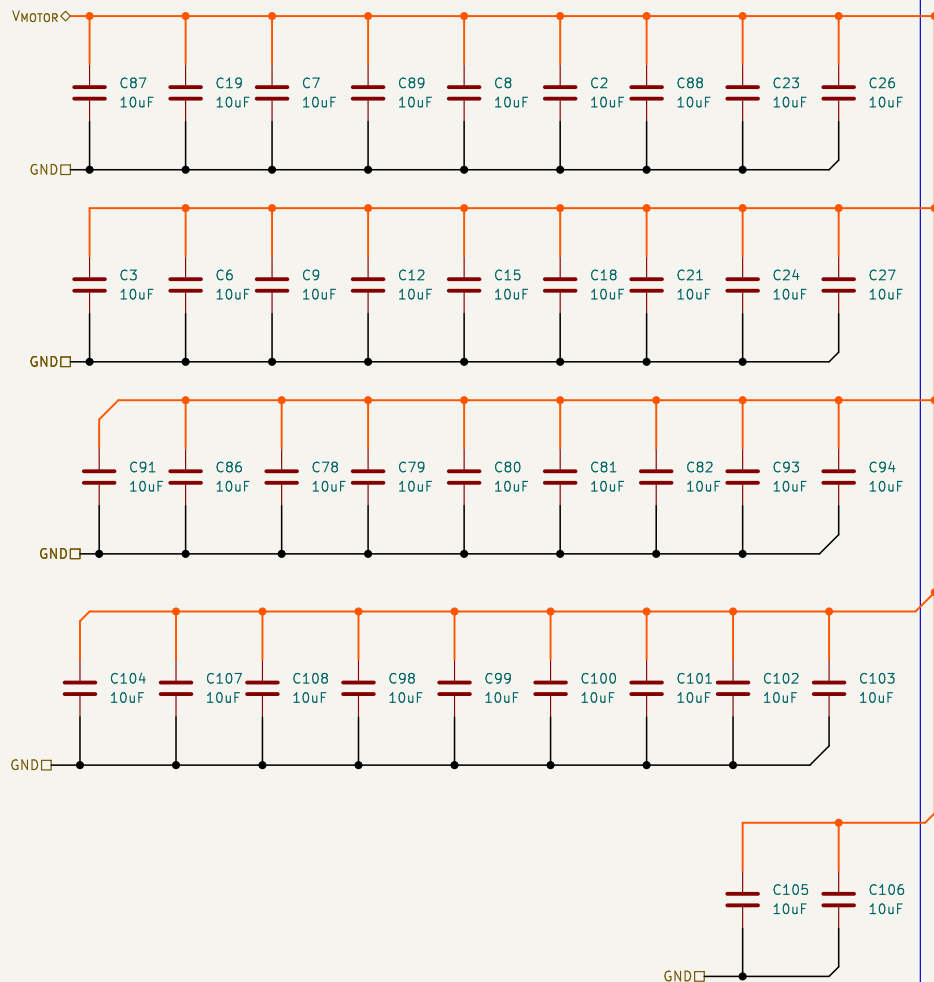 VMOTOR
C87 C19 C7 C89 C8 C2 C88 C23 C26
10uF 10uF 10uF 10uF 10uF 10uF 10uF 10uF 10uF
GND
C3 C6 C9 C12 C15 C18 C21 C24 C27
10uF 10uF 10uF 10uF 10uF 10uF 10uF 10uF 10uF
GND
C91 C86 C78 C79 C80 C81 C82 C93 C94
10uF 10uF 10uF 10uF 10uF 10uF 10uF 10uF 10uF
GND
C104 C107 C108 C98 C99 C100 C101 C102 C103
10uF 10uF 10uF 10uF 10uF 10uF 10uF 10uF 10uF
GND
C105 C106
10uF 10uF
GND